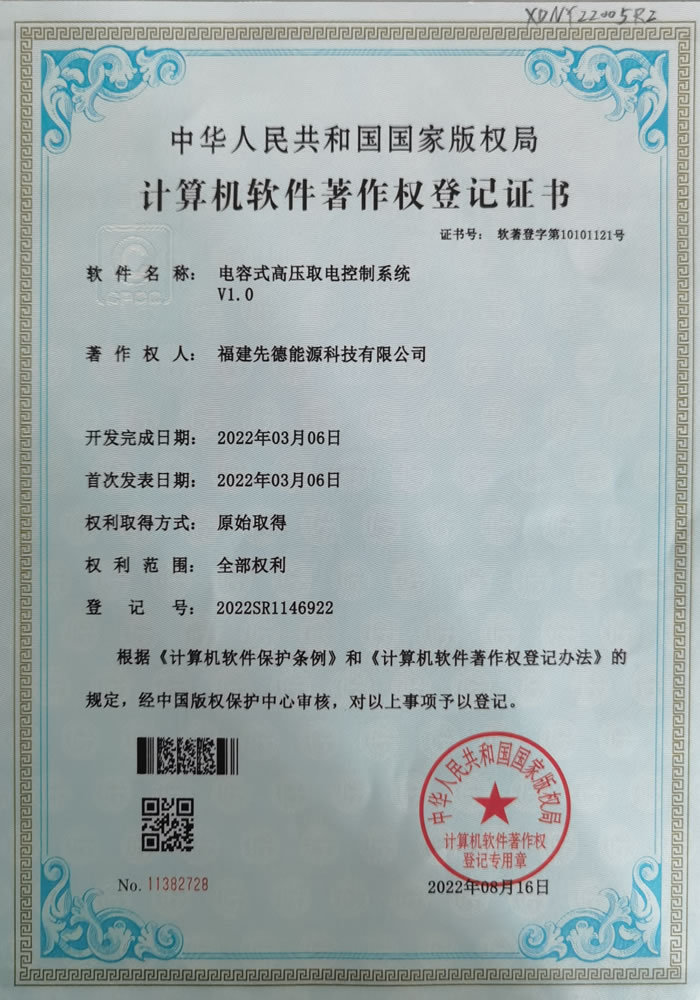 XDNY22005R2
中华人民共和国国家版权局
计算机软件著作权登记证书
证书号： 软著登字第10101121号
软件名称： 电容式高压取电控制系统
V1.0
CPCC
著作权人： 福建先德能源科技有限公司
开发完成日期： 2022年03月06日
首次发表日期： 2022年03月06日
权利取得方式： 原始取得
权利范围： 全部权利
登记号： 2022SR1146922
根据《计算机软件保护条例》和《计算机软件著作权登记办法》的
规定，经中国版权保护中心审核，对以上事项予以登记。
中华人民共和国国家版权局
计算机软件著作权
登记专用章
No. 11382728
2022年08月16日